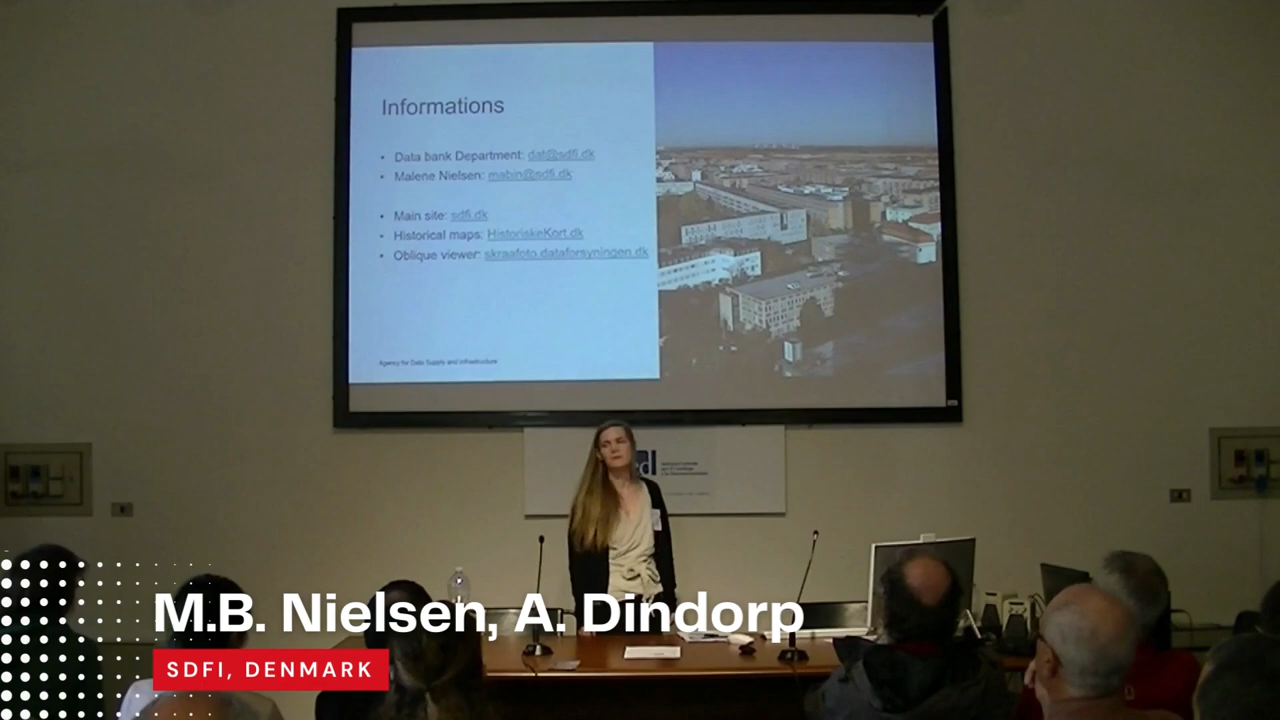 Informations
• Data bank Department: dat@sdfi.dk
• Malene Nielsen: mabin@sdfi.dk
• Main site: sdfi.dk
• Historical maps: HistoriskeKort.dk
• Oblique viewer: skraafoto.dataforsyningen.dk
Agency for Data Supply and Infrastructure
M.B. Nielsen, A. Dindorp
SDFI, DENMARK